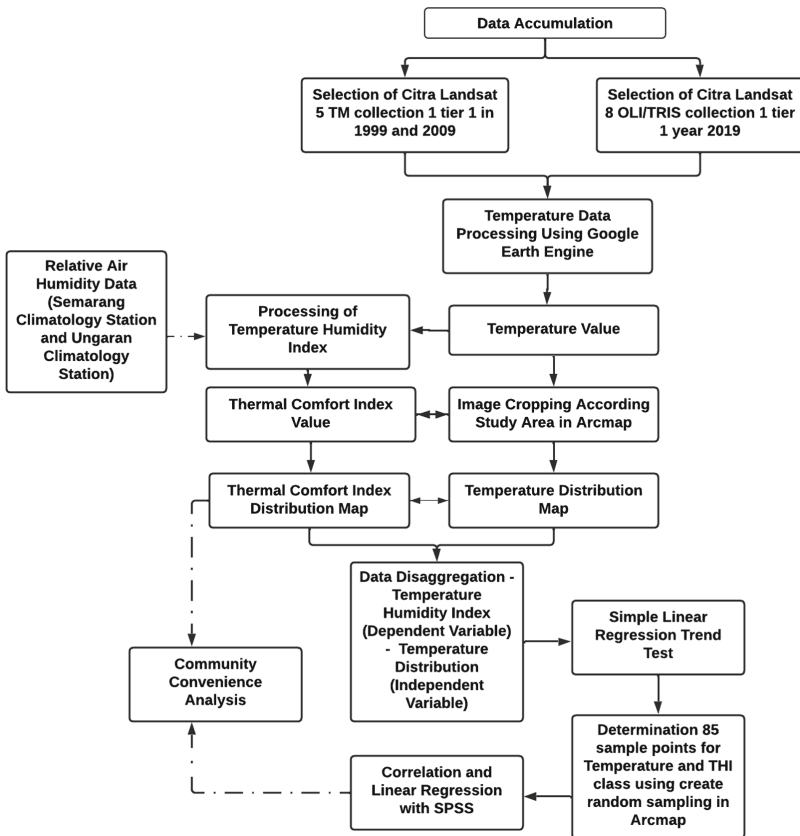 Data Accumulation
Selection of Citra Landsat
5 TM collection 1 tier 1 in
1999 and 2009
Selection of Citra Landsat
8 OLI/TRIS collection 1 tier
1 year 2019
Temperature Data
Processing Using Google
Earth Engine
Relative Air
Humidity Data
(Semarang
Climatology Station
and Ungaran
Climatology
Station)
Processing of
Temperature Humidity
Index
Temperature Value
Thermal Comfort Index
Value
Image Cropping According
Study Area in Arcmap
Thermal Comfort Index
Distribution Map
Temperature Distribution
Map
Data Disaggregation -
Temperature
Humidity Index
(Dependent Variable)
- Temperature
Distribution
(Independent
Variable)
Simple Linear
Regression Trend
Test
Community
Convenience
Analysis
Determination 85
sample points for
Temperature and THI
class using create
random sampling in
Arcmap
Correlation and
Linear Regression
with SPSS